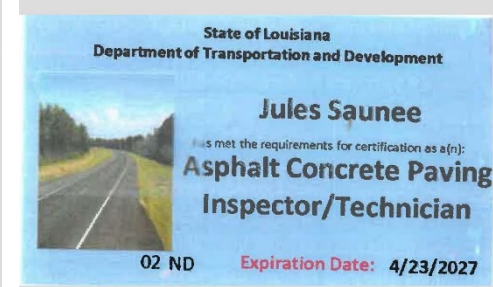 State of Louisiana
Department of Transportation and Development
Jules Saunee
has met the requirements for certification as a(n):
Asphalt Concrete Paving
Inspector/Technician
02 ND
Expiration Date: 4/23/2027